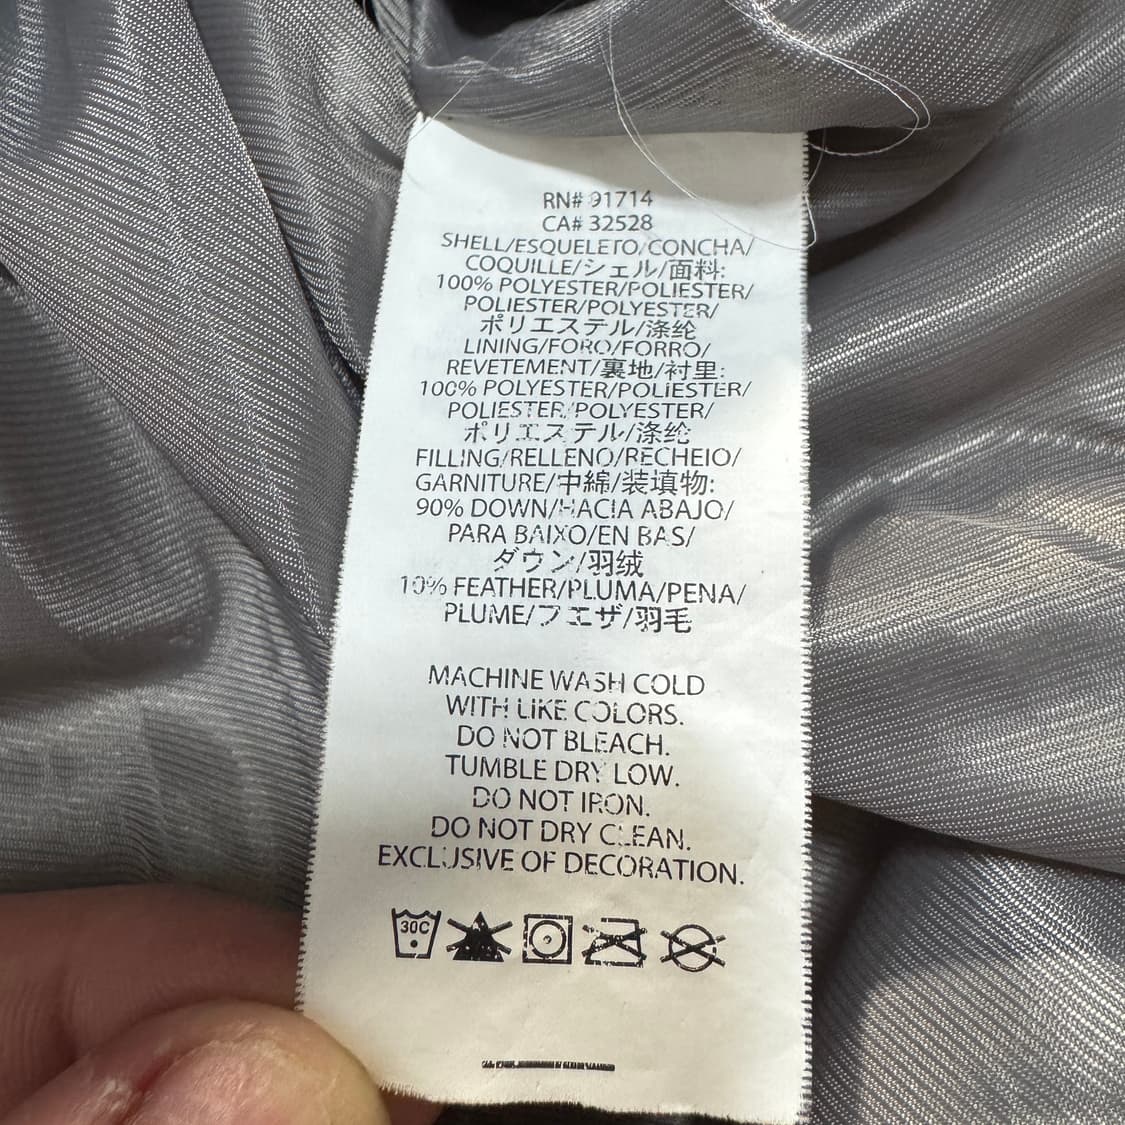 RN# 91714
CA# 32528
SHELL/ESQUELETO/CONCHA/
COQUILLE/シェル/面料:
100% POLYESTER/POLIESTER/
POLIESTER/POLYESTER/
ポリエステル/涤纶
LINING/FORO/FORRO/
REVETEMENT/裏地/衬里:
100% POLYESTER/POLIESTER/
POLIESTER/POLYESTER/
ポリエステル/涤纶
FILLING/RELLENO/RECHEIO/
GARNITURE/中綿/装填物:
90% DOWN/HACIA ABAJO/
PARA BAIXO/EN BAS/
ダウン/羽绒
10% FEATHER/PLUMA/PENA/
PLUME/フエザ/羽毛
MACHINE WASH COLD
WITH LIKE COLORS.
DO NOT BLEACH.
TUMBLE DRY LOW.
DO NOT IRON.
DO NOT DRY CLEAN.
EXCLUSIVE OF DECORATION.
30C